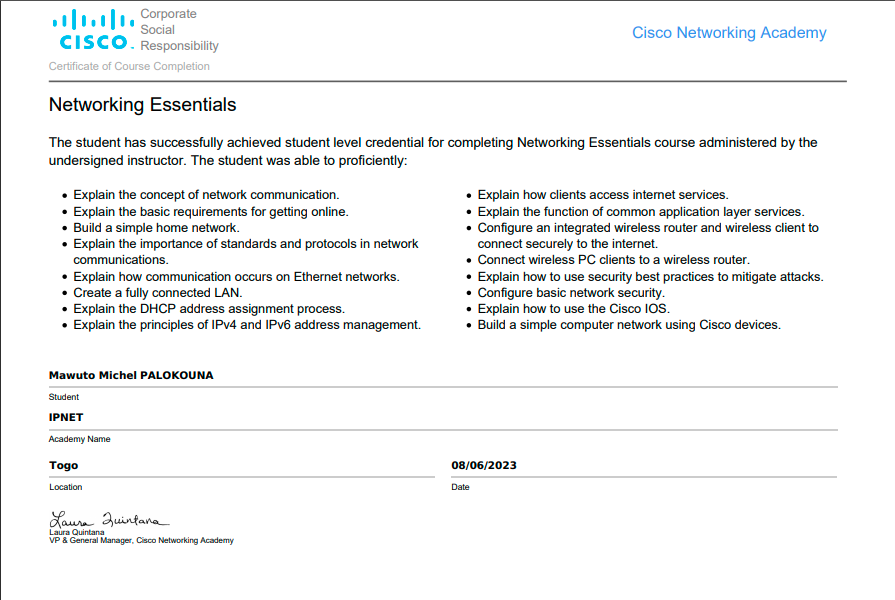 Corporate
Social
Responsibility
CISCO
Cisco Networking Academy
Certificate of Course Completion
Networking Essentials
The student has successfully achieved student level credential for completing Networking Essentials course administered by the
undersigned instructor. The student was able to proficiently:
• Explain the concept of network communication.
• Explain the basic requirements for getting online.
• Build a simple home network.
• Explain the importance of standards and protocols in network
communications.
• Explain how communication occurs on Ethernet networks.
• Create a fully connected LAN.
• Explain the DHCP address assignment process.
• Explain the principles of IPv4 and IPv6 address management.
• Explain how clients access internet services.
• Explain the function of common application layer services.
• Configure an integrated wireless router and wireless client to
connect securely to the internet.
• Connect wireless PC clients to a wireless router.
• Explain how to use security best practices to mitigate attacks.
• Configure basic network security.
• Explain how to use the Cisco IOS.
• Build a simple computer network using Cisco devices.
Mawuto Michel PALOKOUNA
Student
IPNET
Academy Name
Togo
Location
08/06/2023
Date
Laura Quintana
Laura Quintana
VP & General Manager, Cisco Networking Academy